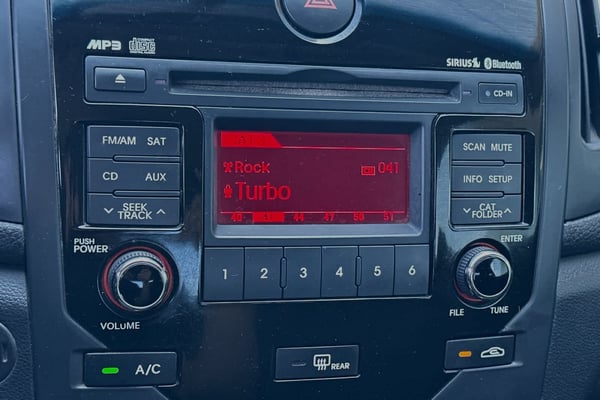 MP3 disc
SIRIUS Bluetooth
CD-IN
FM/AM SAT
CD AUX
SEEK
TRACK
Rock 041
Turbo
44 47 50 51
SCAN MUTE
INFO SETUP
CAT
FOLDER
PUSH
POWER
VOLUME
1 2 3 4 5 6
ENTER
FILE TUNE
A/C
REAR